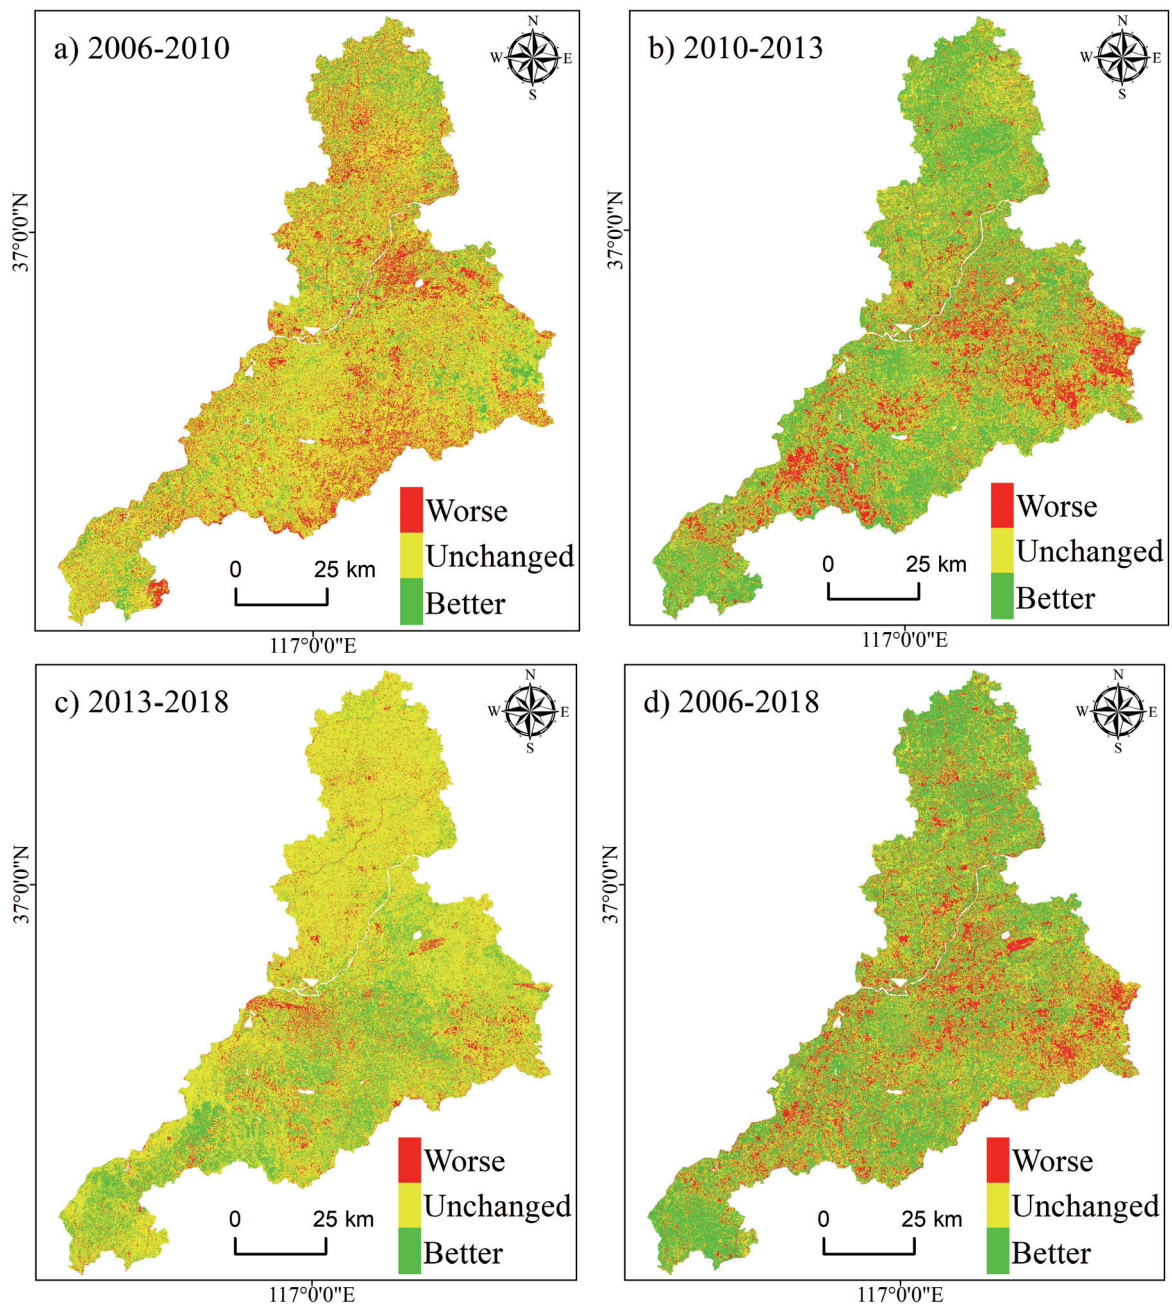 a) 2006-2010
N
W E
S
37°0'0"N
Worse
Unchanged
Better
0 25 km
117°0'0"E
b) 2010-2013
N
W E
S
37°0'0"N
Worse
Unchanged
Better
0 25 km
117°0'0"E
c) 2013-2018
N
W E
S
37°0'0"N
Worse
Unchanged
Better
0 25 km
117°0'0"E
d) 2006-2018
N
W E
S
37°0'0"N
Worse
Unchanged
Better
0 25 km
117°0'0"E